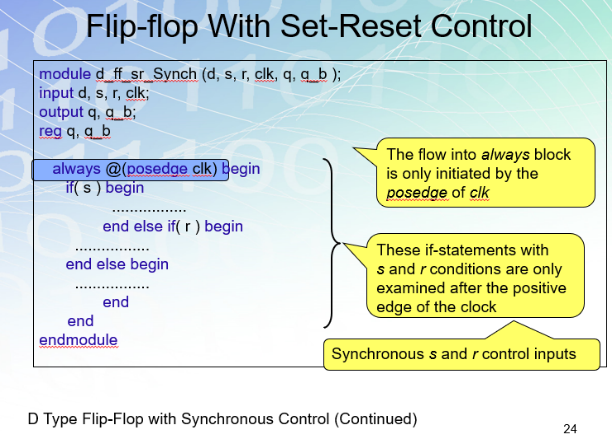 Flip-flop With Set-Reset Control
module d_ff_sr_Synch (d, s, r, clk, q, q_b );
input d, s, r, clk;
output q, q_b;
reg q, q_b
always @(posedge clk) begin
if( s ) begin
.................
end else if( r ) begin
.................
end else begin
.................
end
end
endmodule
The flow into always block
is only initiated by the
posedge of clk
These if-statements with
s and r conditions are only
examined after the positive
edge of the clock
Synchronous s and r control inputs
D Type Flip-Flop with Synchronous Control (Continued)
24